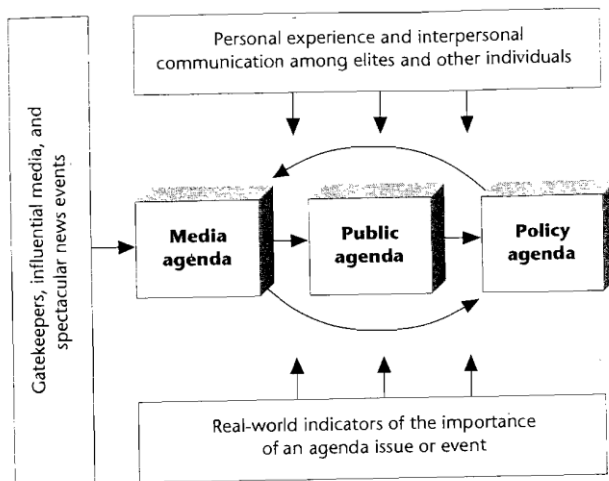 Personal experience and interpersonal
communication among elites and other individuals
Gatekeepers, influential media, and
spectacular news events
Media
agenda
Public
agenda
Policy
agenda
Real-world indicators of the importance
of an agenda issue or event